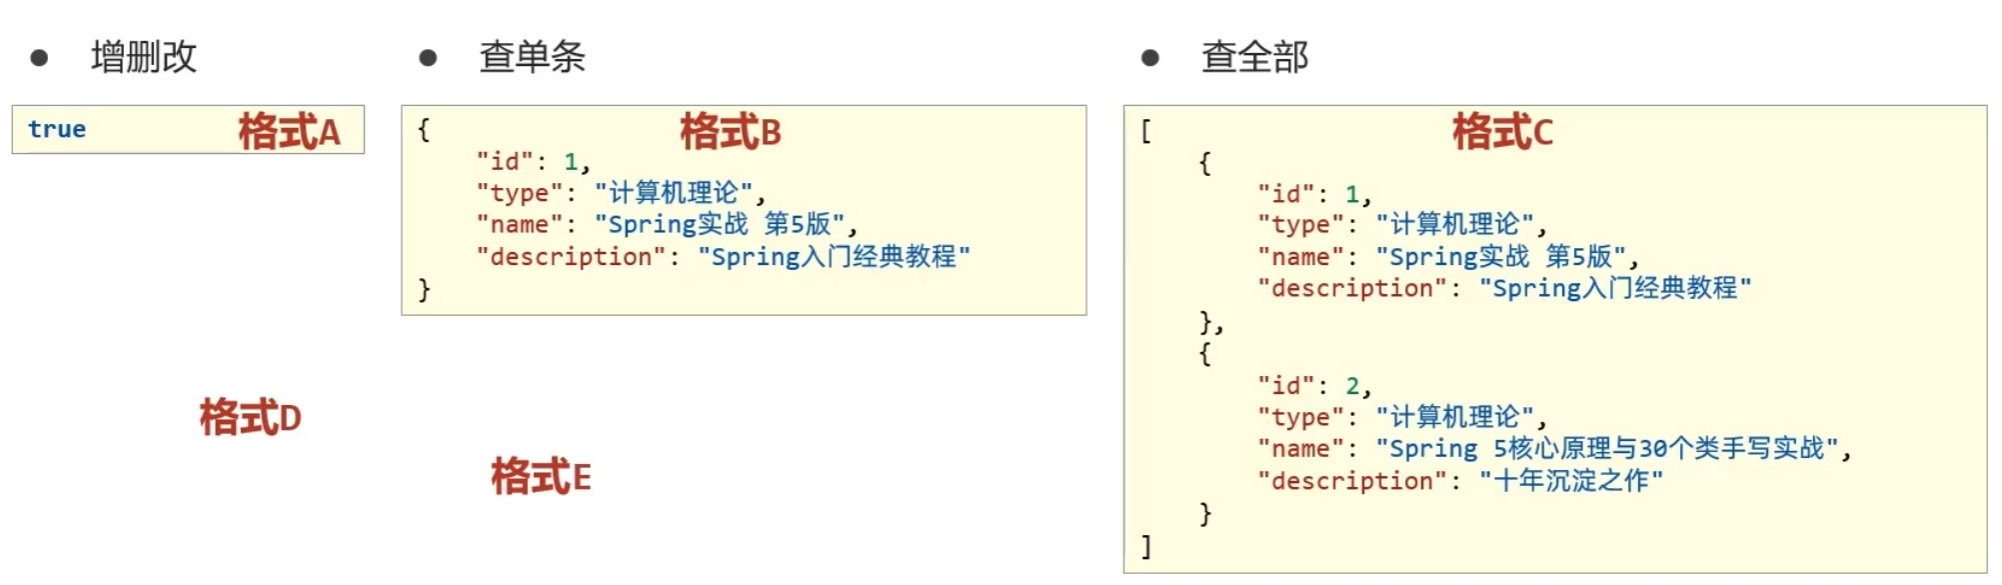 ● 增删改
true 格式A
格式D
● 查单条
{ 格式B
"id": 1,
"type": "计算机理论",
"name": "Spring实战 第5版",
"description": "Spring入门经典教程"
}
格式E
● 查全部
[ 格式C
{
"id": 1,
"type": "计算机理论",
"name": "Spring实战 第5版",
"description": "Spring入门经典教程"
},
{
"id": 2,
"type": "计算机理论",
"name": "Spring 5核心原理与30个类手写实战",
"description": "十年沉淀之作"
}
]